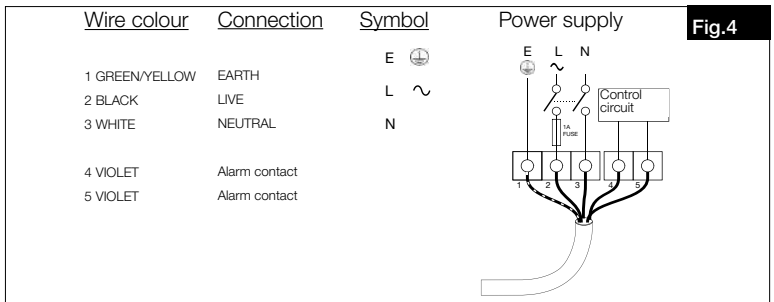 Wire colour Connection Symbol Power supply Fig.4
E
1 GREEN/YELLOW EARTH
2 BLACK LIVE L
3 WHITE NEUTRAL N
4 VIOLET Alarm contact
5 VIOLET Alarm contact
E L N
Control
circuit
1A
FUSE
1 2 3 4 5